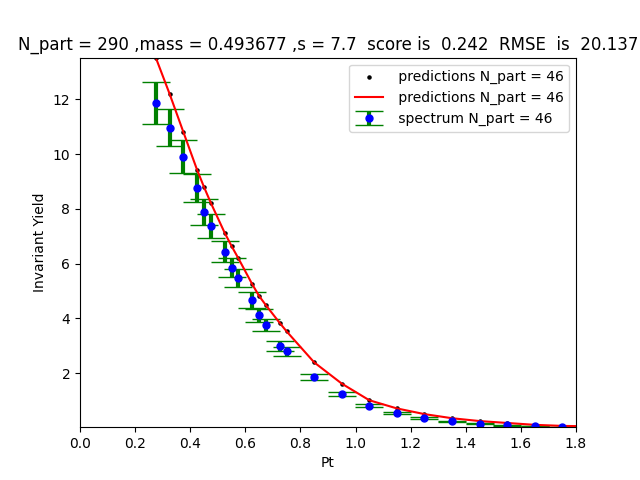 N_part = 290 ,mass = 0.493677 ,s = 7.7  score is  0.242  RMSE  is  20.137
predictions N_part = 46
predictions N_part = 46
spectrum N_part = 46
Invariant Yield
12
10
8
6
4
2
0.0 0.2 0.4 0.6 0.8 1.0 1.2 1.4 1.6 1.8
Pt